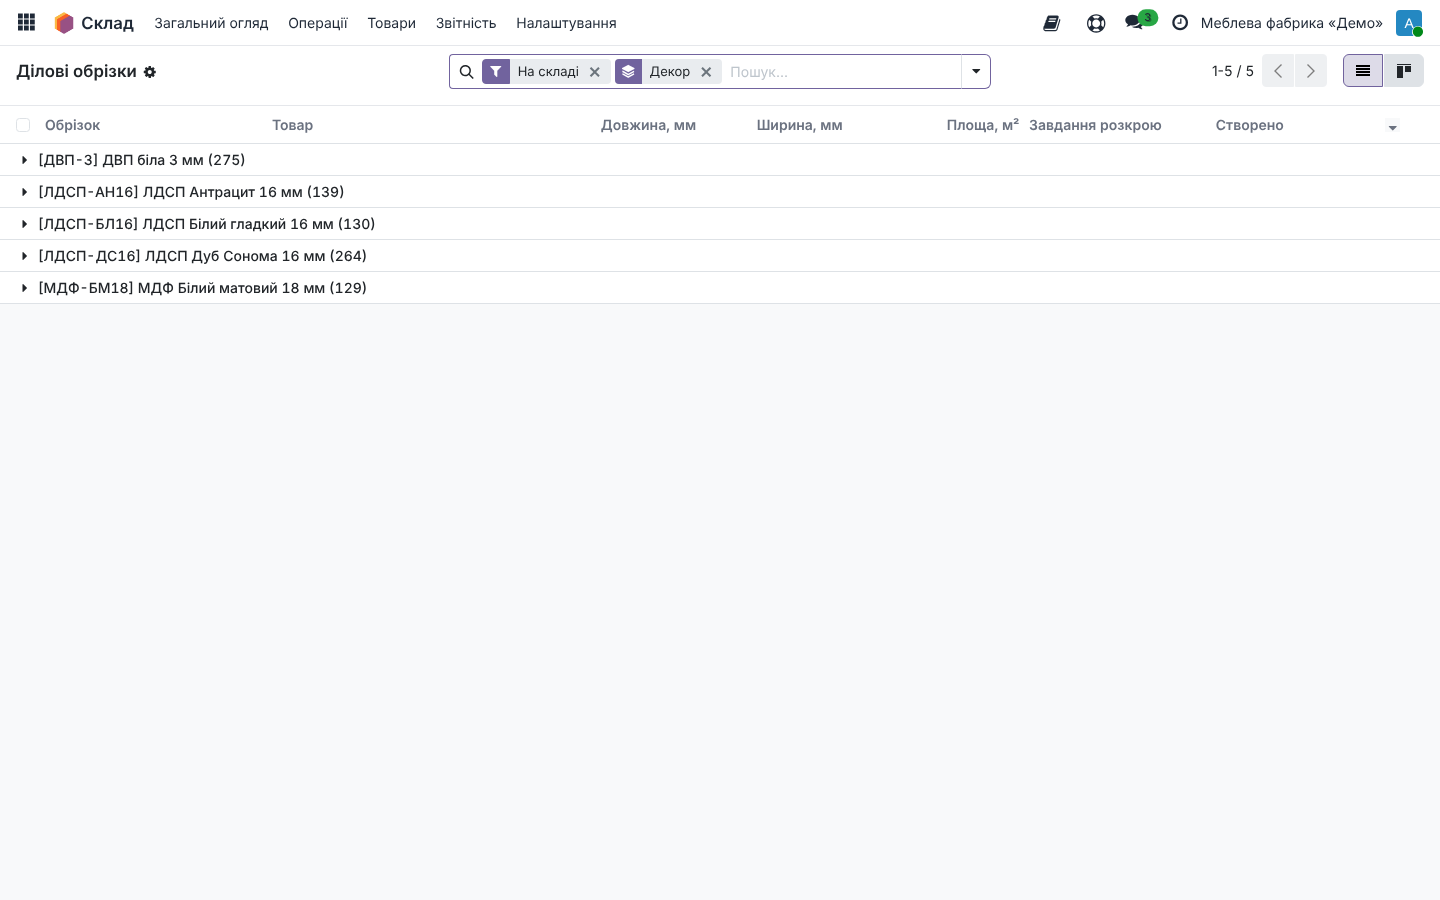 Склад Загальний огляд Операції Товари Звітність Налаштування 3 Меблева фабрика «Демо» A
Ділові обрізки На складі Декор Пошук... 1-5 / 5
Обрізок Товар Довжина, мм Ширина, мм Площа, м² Завдання розкрою Створено
[ДВП-3] ДВП біла 3 мм (275)
[ЛДСП-АН16] ЛДСП Антрацит 16 мм (139)
[ЛДСП-БЛ16] ЛДСП Білий гладкий 16 мм (130)
[ЛДСП-ДС16] ЛДСП Дуб Сонома 16 мм (264)
[МДФ-БМ18] МДФ Білий матовий 18 мм (129)